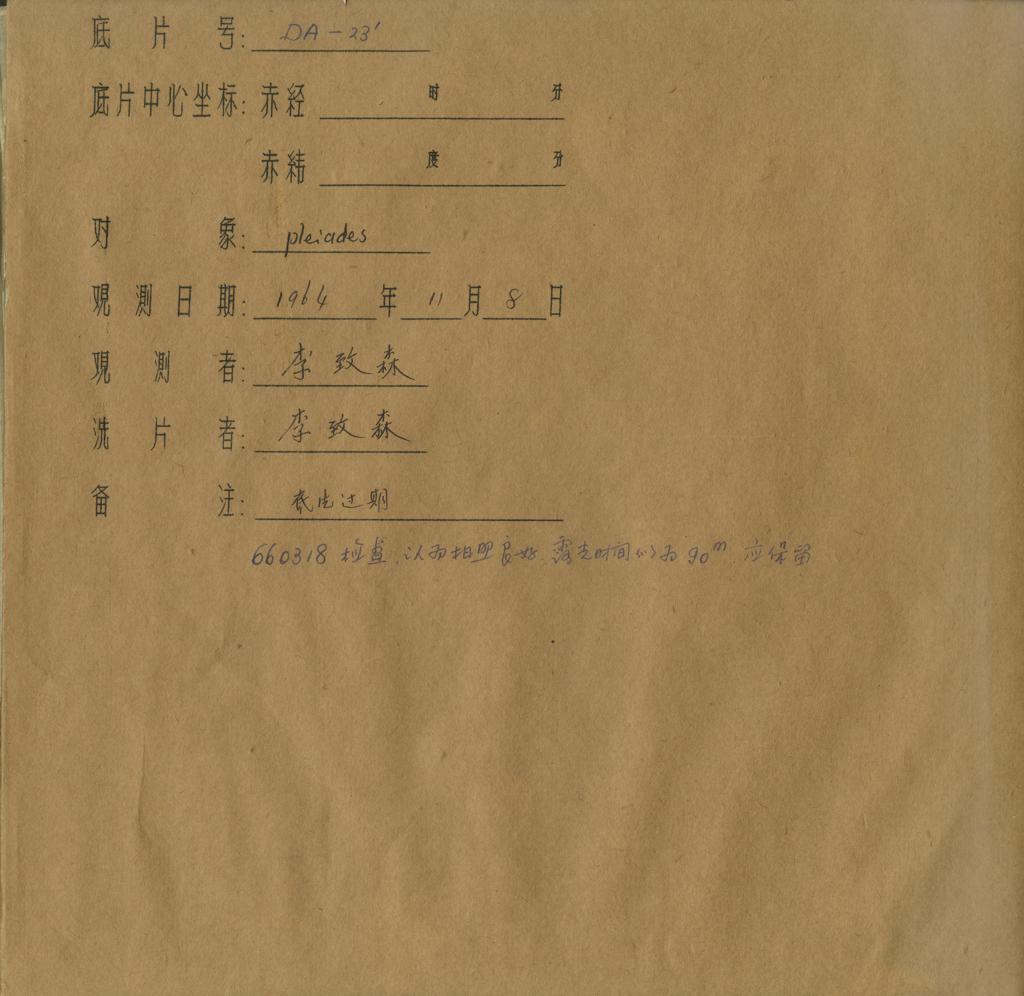 底片号: DA-23'
底片中心坐标: 赤经 时 分
赤纬 度 分
对象: pleiades
观测日期: 1964 年 11 月 8 日
观测者: 李致森
洗片者: 李致森
备注: 底片过期
660318 检查,认为相照良好,露光时间似为 90m 应保留